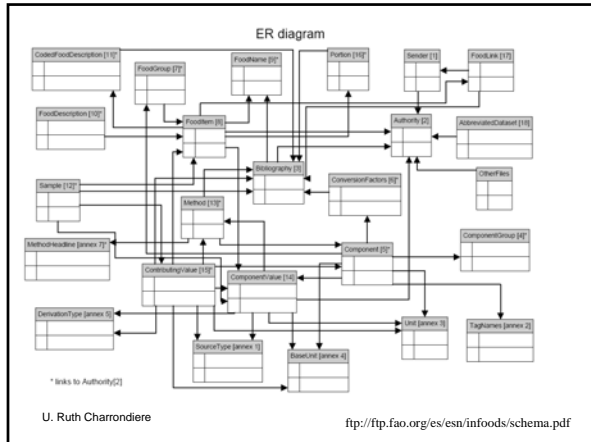 ER diagram
CodedFoodDescription [11]*
FoodGroup [7]*
FoodName [9]*
Portion [16]*
Sender [1]
FoodLink [17]
FoodDescription [10]*
FoodItem [8]
Authority [2]
AbbreviatedDataset [18]
Bibliography [3]
OtherFiles
Sample [12]*
ConversionFactors [6]*
Method [13]*
MethodHeadline [annex 7]*
Component [5]*
ComponentGroup [4]*
ContributingValue [15]*
ComponentValue [14]
DerivationType [annex 5]
Unit [annex 3]
TagNames [annex 2]
SourceType [annex 1]
BaseUnit [annex 4]
* links to Authority[2]
U. Ruth Charrondiere
ftp://ftp.fao.org/es/esn/infoods/schema.pdf